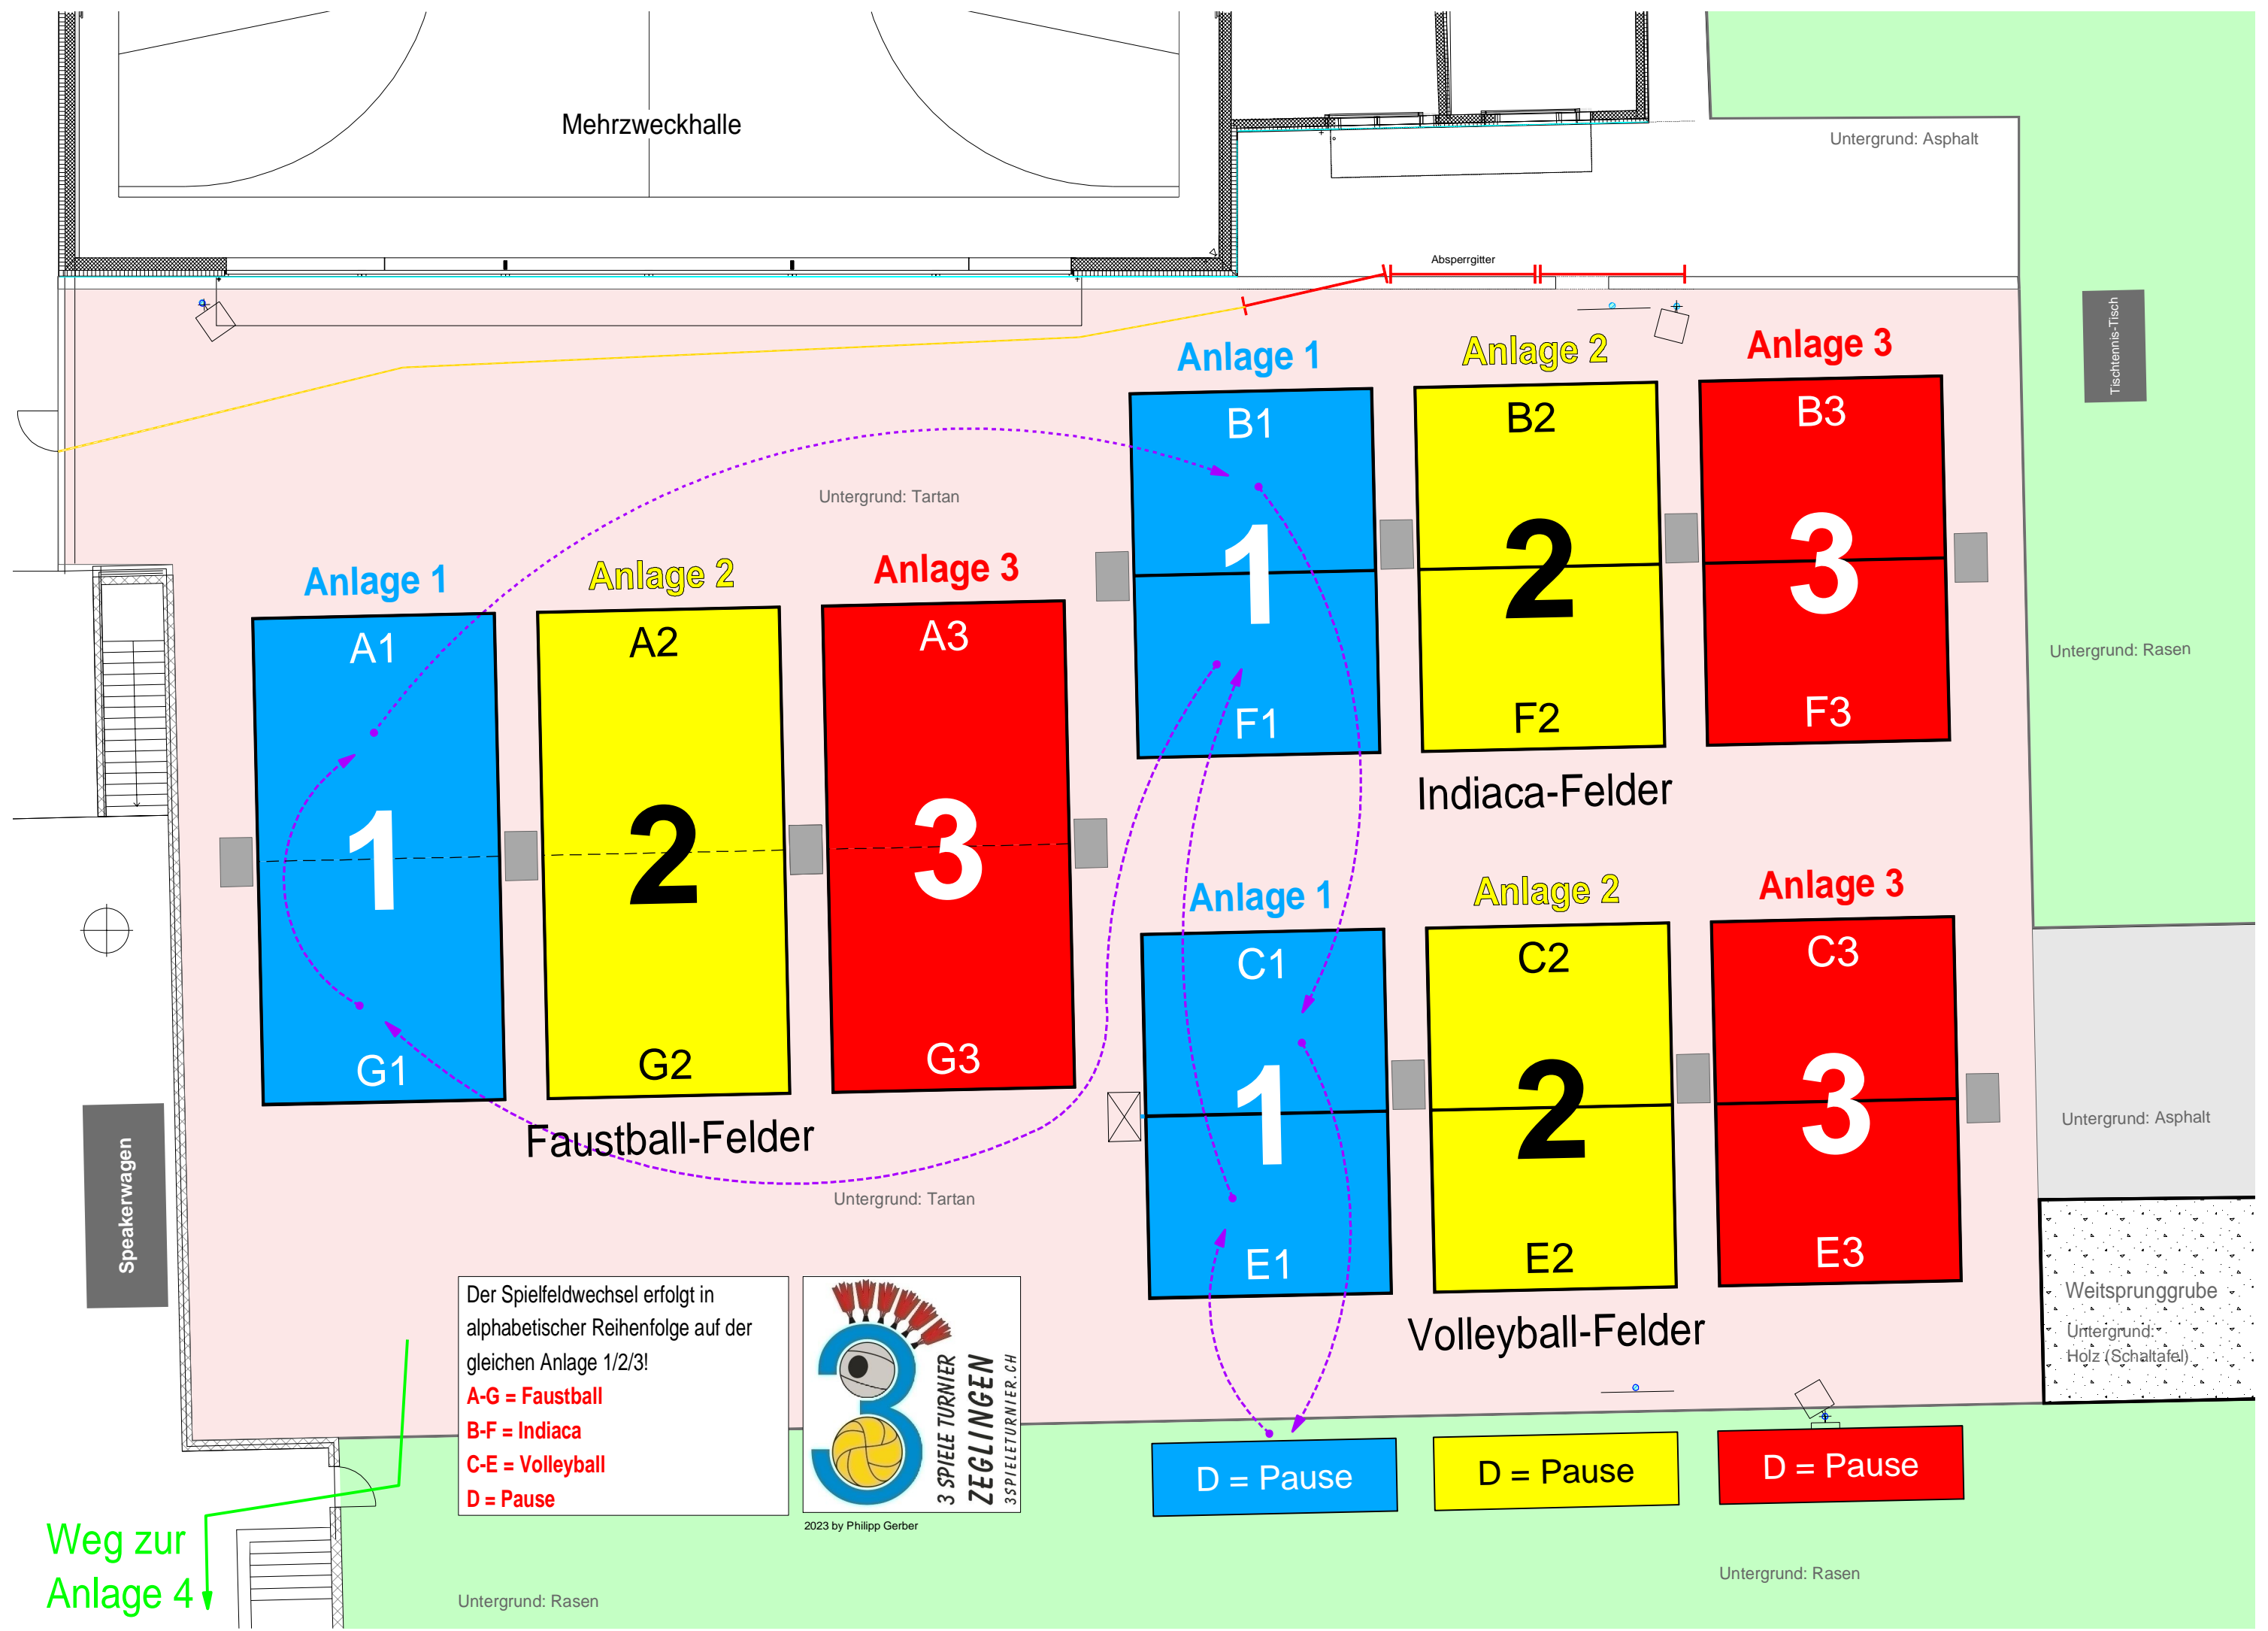 Mehrzweckhalle
Untergrund: Asphalt
Absperrgitter
Tischtennis-Tisch
Anlage 1
Anlage 2
Anlage 3
B1
B2
B3
1
2
3
F1
F2
F3
Indiaca-Felder
Untergrund: Tartan
Untergrund: Rasen
Anlage 1
Anlage 2
Anlage 3
A1
A2
A3
1
2
3
G1
G2
G3
Faustball-Felder
Untergrund: Tartan
Anlage 1
Anlage 2
Anlage 3
C1
C2
C3
1
2
3
E1
E2
E3
Volleyball-Felder
Untergrund: Asphalt
Weitsprunggrube
Untergrund:
Holz (Schaltafel)
Speakerwagen
Der Spielfeldwechsel erfolgt in
alphabetischer Reihenfolge auf der
gleichen Anlage 1/2/3!
A-G = Faustball
B-F = Indiaca
C-E = Volleyball
D = Pause
3 SPIELE TURNIER
ZEGLINGEN
3SPIELETURNIER.CH
2023 by Philipp Gerber
D = Pause
D = Pause
D = Pause
Weg zur
Anlage 4
Untergrund: Rasen
Untergrund: Rasen